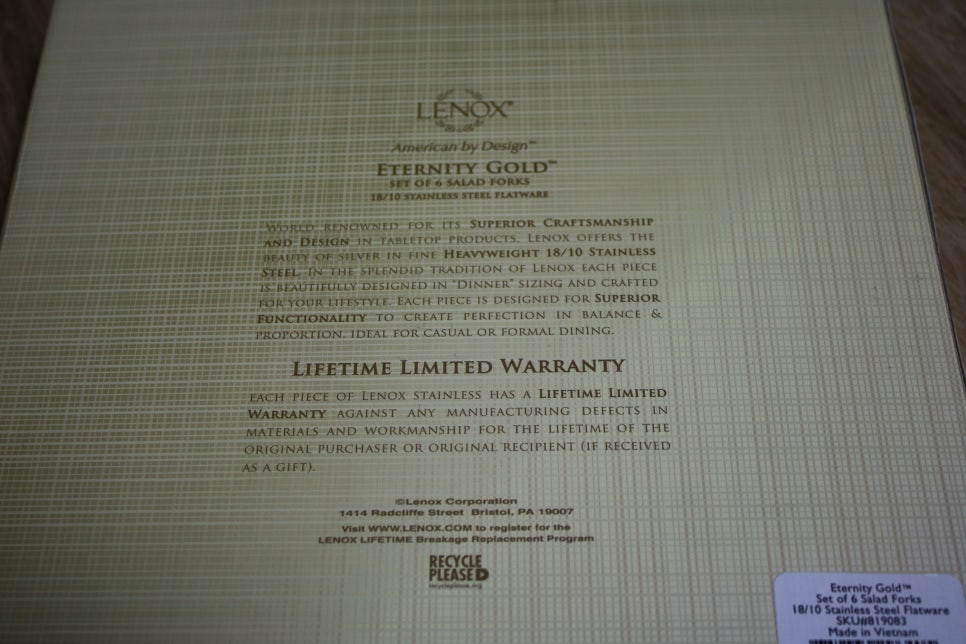 LENOX®
American by Design™
ETERNITY GOLD™
SET OF 6 SALAD FORKS
18/10 STAINLESS STEEL FLATWARE
WORLD RENOWNED FOR ITS SUPERIOR CRAFTSMANSHIP
AND DESIGN IN TABLETOP PRODUCTS, LENOX OFFERS THE
BEAUTY OF SILVER IN FINE HEAVYWEIGHT 18/10 STAINLESS
STEEL. IN THE SPLENDID TRADITION OF LENOX EACH PIECE
IS BEAUTIFULLY DESIGNED IN "DINNER" SIZING AND CRAFTED
FOR YOUR LIFESTYLE. EACH PIECE IS DESIGNED FOR SUPERIOR
FUNCTIONALITY TO CREATE PERFECTION IN BALANCE &
PROPORTION. IDEAL FOR CASUAL OR FORMAL DINING.
LIFETIME LIMITED WARRANTY
EACH PIECE OF LENOX STAINLESS HAS A LIFETIME LIMITED
WARRANTY AGAINST ANY MANUFACTURING DEFECTS IN
MATERIALS AND WORKMANSHIP FOR THE LIFETIME OF THE
ORIGINAL PURCHASER OR ORIGINAL RECIPIENT (IF RECEIVED
AS A GIFT).
©Lenox Corporation
1414 Radcliffe Street Bristol, PA 19007
Visit WWW.LENOX.COM to register for the
LENOX LIFETIME Breakage Replacement Program
RECYCLE
PLEASE
recycleplease.org
Eternity Gold™
Set of 6 Salad Forks
18/10 Stainless Steel Flatware
SKU#819083
Made in Vietnam